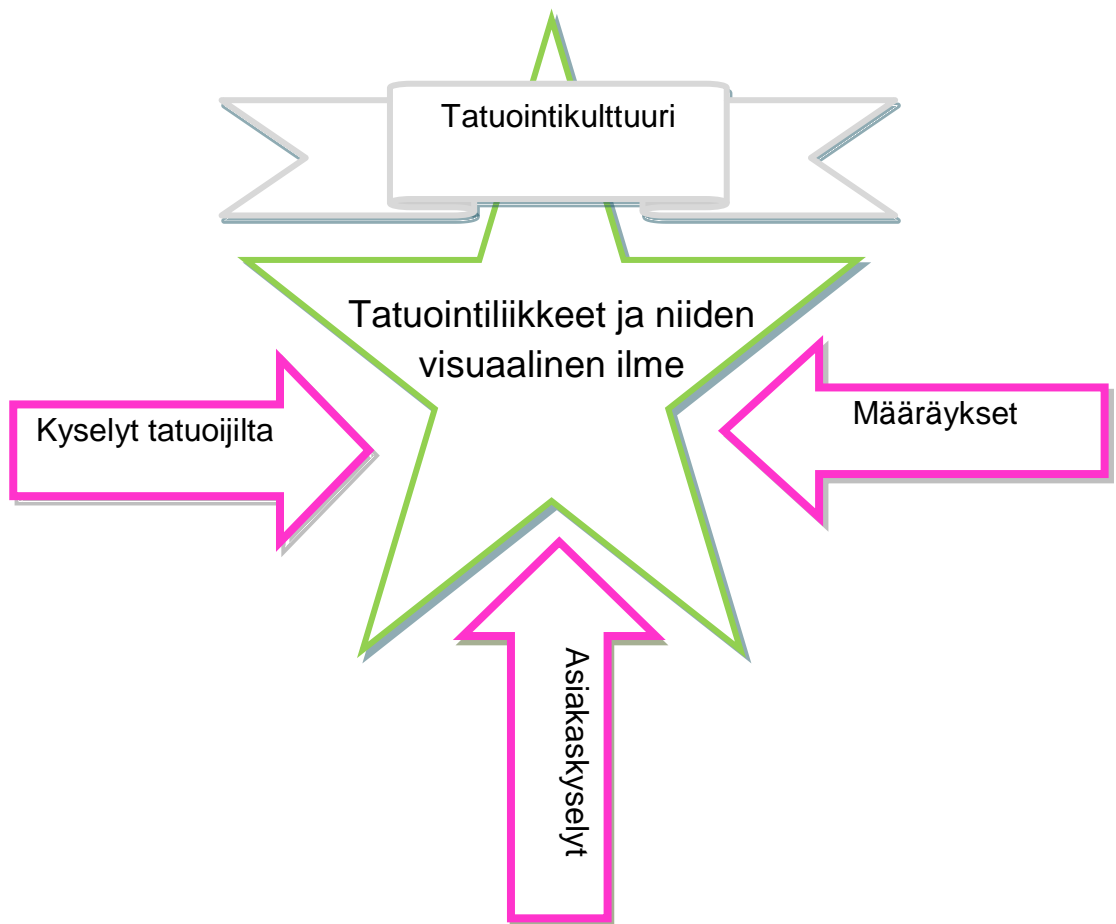 Tatuointikulttuuri
Tatuointiliikkeet ja niiden
visuaalinen ilme
Kyselyt tatuoijilta
Määräykset
Asiakaskyselyt